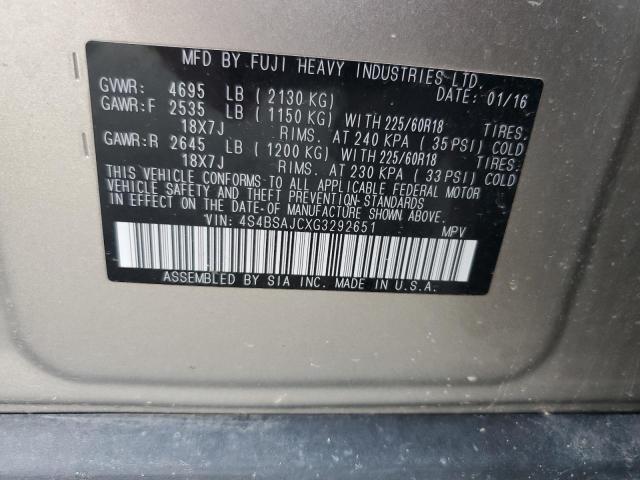 MFD BY FUJI HEAVY INDUSTRIES LTD.
GVWR: 4695 LB ( 2130 KG) DATE: 01/16
GAWR:F 2535 LB ( 1150 KG) WITH 225/60R18 TIRES,
18X7J RIMS, AT 240 KPA ( 35 PSI) COLD
GAWR:R 2645 LB ( 1200 KG) WITH 225/60R18 TIRES,
18X7J RIMS, AT 230 KPA ( 33 PSI) COLD
THIS VEHICLE CONFORMS TO ALL APPLICABLE FEDERAL MOTOR
VEHICLE SAFETY AND THEFT PREVENTION STANDARDS
IN EFFECT ON THE DATE OF MANUFACTURE SHOWN ABOVE.
VIN: 4S4BSAJCXG3292651 MPV
ASSEMBLED BY SIA INC. MADE IN U.S.A.